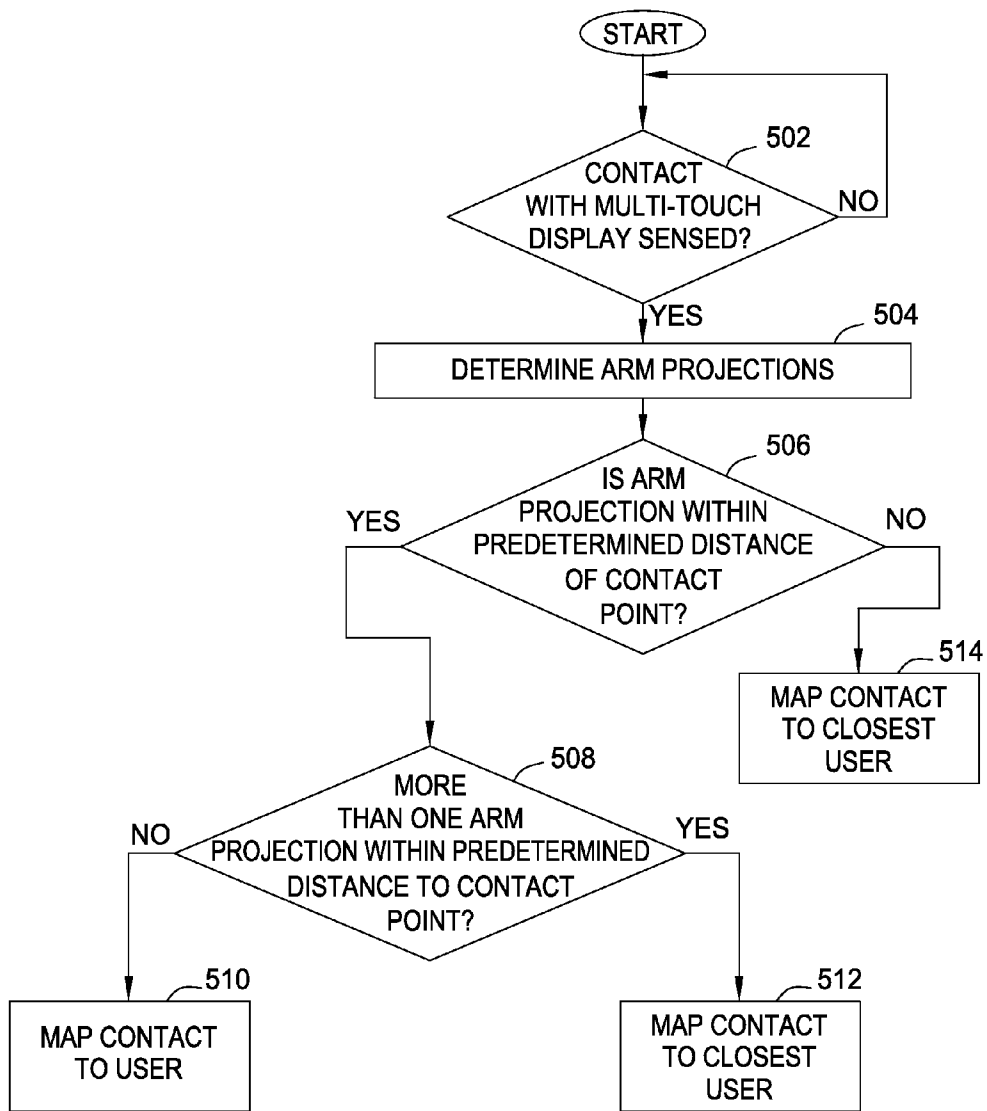 START
502
CONTACT
WITH MULTI-TOUCH
DISPLAY SENSED?
NO
YES
504
DETERMINE ARM PROJECTIONS
506
IS ARM
PROJECTION WITHIN
PREDETERMINED DISTANCE
OF CONTACT
POINT?
YES
NO
514
MAP CONTACT
TO CLOSEST
USER
508
MORE
THAN ONE ARM
PROJECTION WITHIN PREDETERMINED
DISTANCE TO CONTACT
POINT?
NO
YES
510
MAP CONTACT
TO USER
512
MAP CONTACT
TO CLOSEST
USER